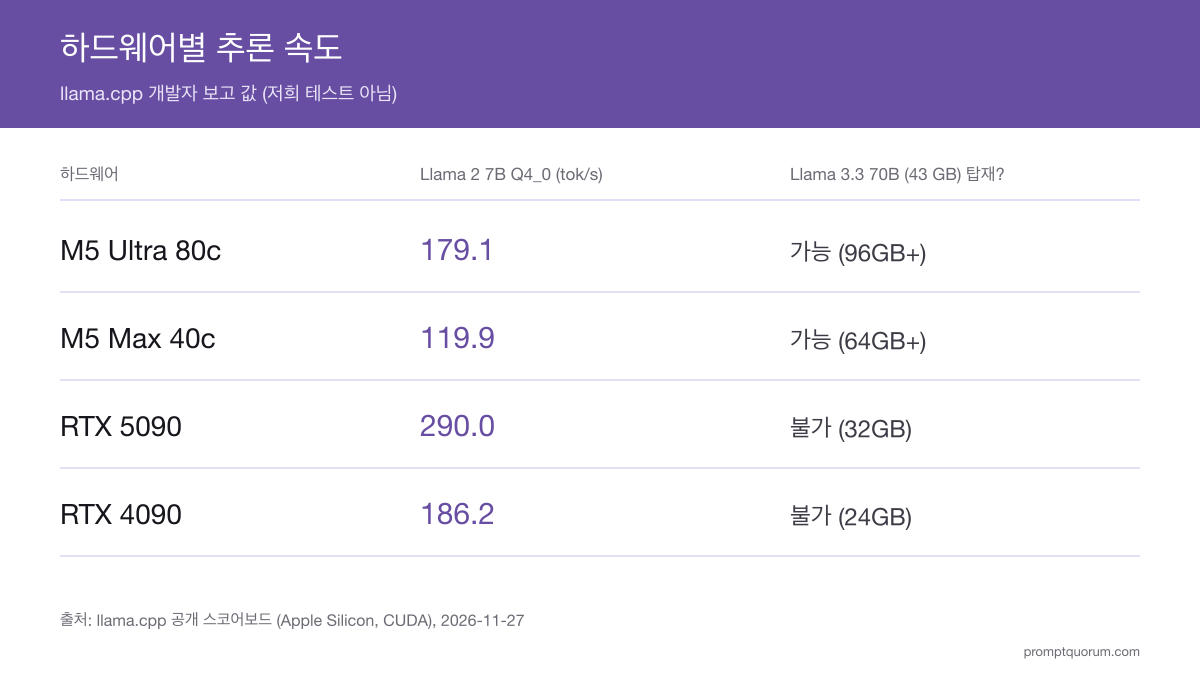 하드웨어별 추론 속도
llama.cpp 개발자 보고 값 (저희 테스트 아님)
하드웨어 Llama 2 7B Q4_0 (tok/s) Llama 3.3 70B (43 GB) 탑재?
M5 Ultra 80c 179.1 가능 (96GB+)
M5 Max 40c 119.9 가능 (64GB+)
RTX 5090 290.0 불가 (32GB)
RTX 4090 186.2 불가 (24GB)
출처: llama.cpp 공개 스코어보드 (Apple Silicon, CUDA), 2026-11-27
promptquorum.com